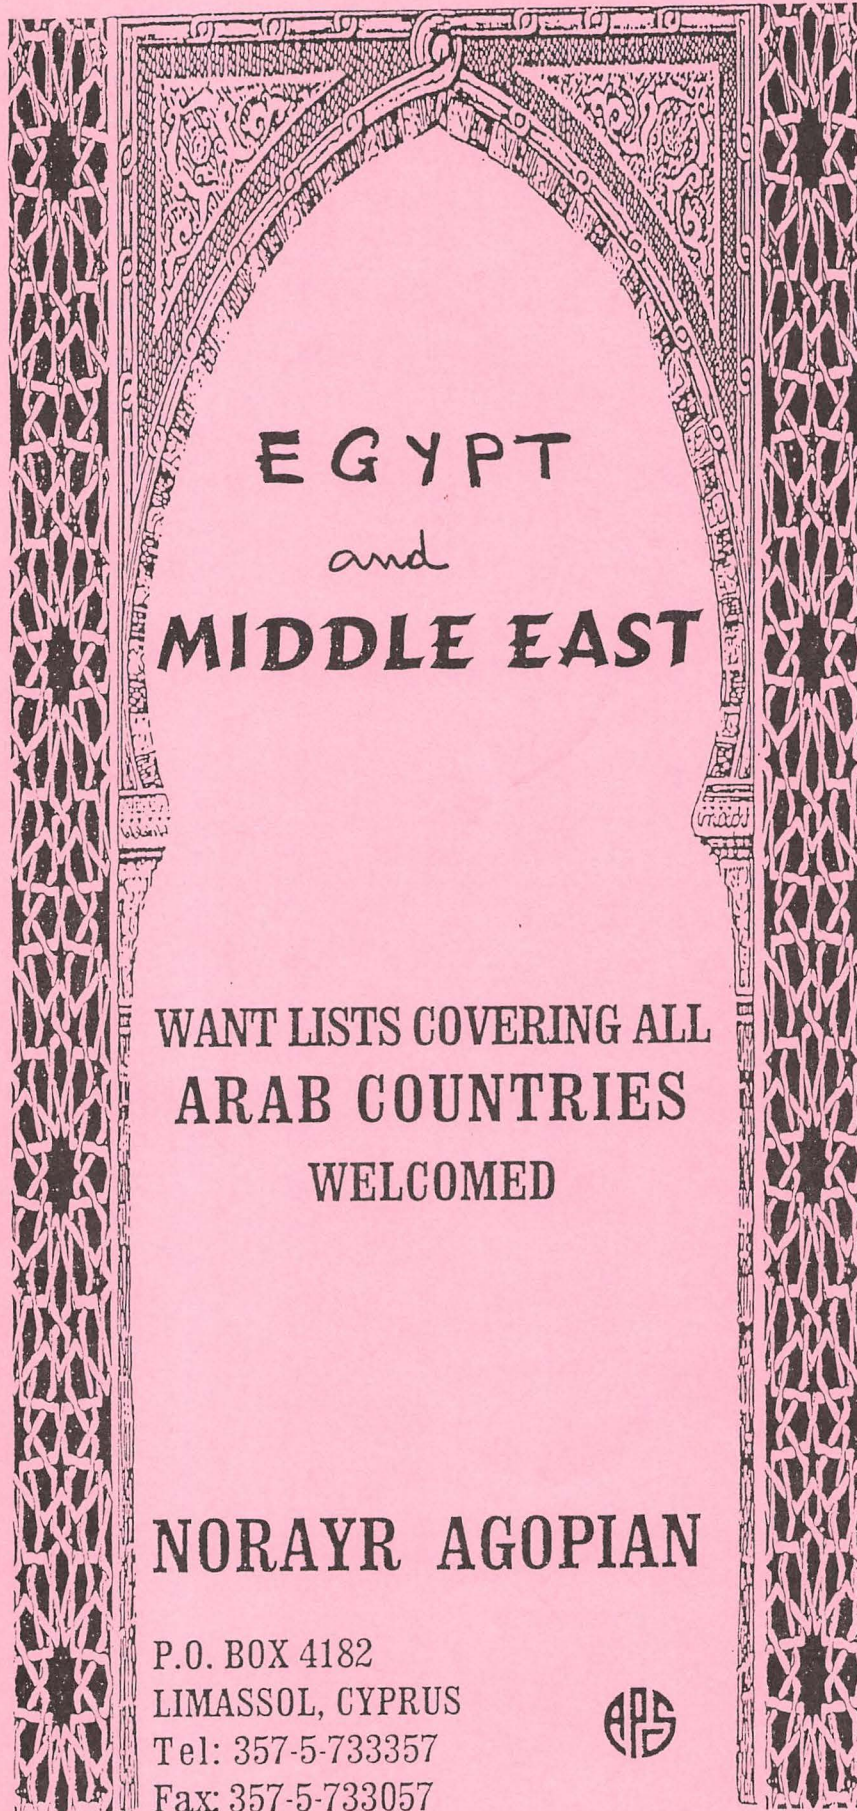 EGYPT
and
MIDDLE EAST
WANT LISTS COVERING ALL
ARAB COUNTRIES
WELCOMED
NORAYR AGOPIAN
P.O. BOX 4182
LIMASSOL, CYPRUS
APS
Tel: 357-5-733357
Fax: 357-5-733057